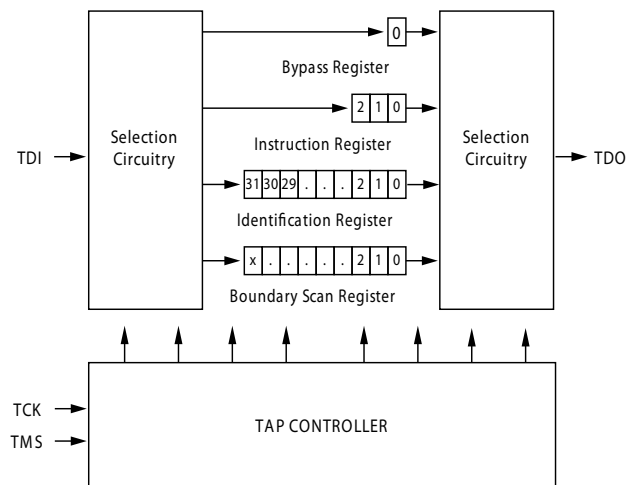 0
Bypass Register
2 1 0
Selection
Circuitry
Selection
Circuitry
TDI
TDO
Instruction Register
31 30 29 . . . 2 1 0
Identification Register
x . . . . . 2 1 0
Boundary Scan Register
TCK
TMS
TAP CONTROLLER